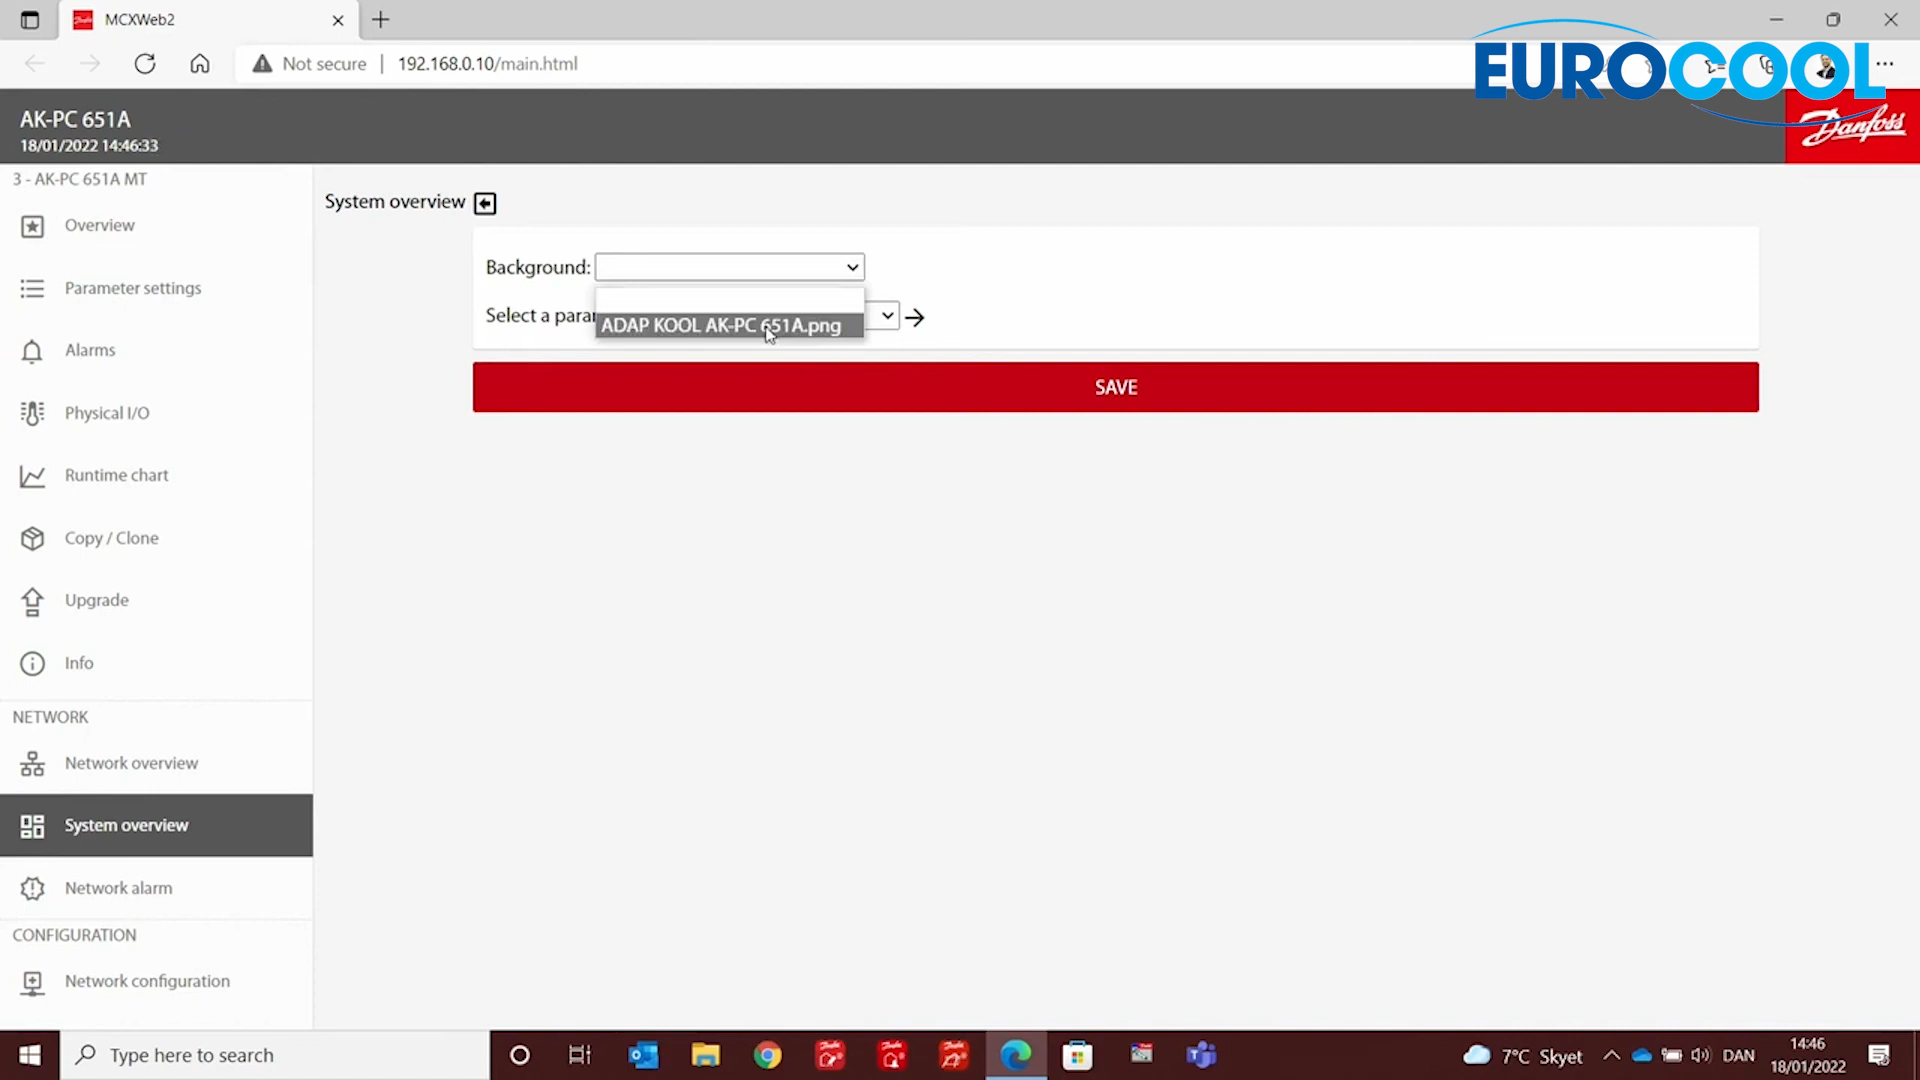 MCXWeb2
Not secure
192.168.0.10/main.html
EUROCOOL
Danfoss
AK-PC 651A
18/01/2022 14:46:33
3 - AK-PC 651A MT
Overview
Parameter settings
Alarms
Physical I/O
Runtime chart
Copy / Clone
Upgrade
Info
NETWORK
Network overview
System overview
Network alarm
CONFIGURATION
Network configuration
System overview
Background:
ADAP KOOL AK-PC 651A.png
Select a para
SAVE
Type here to search
7°C Skyet
DAN
14:46
18/01/2022